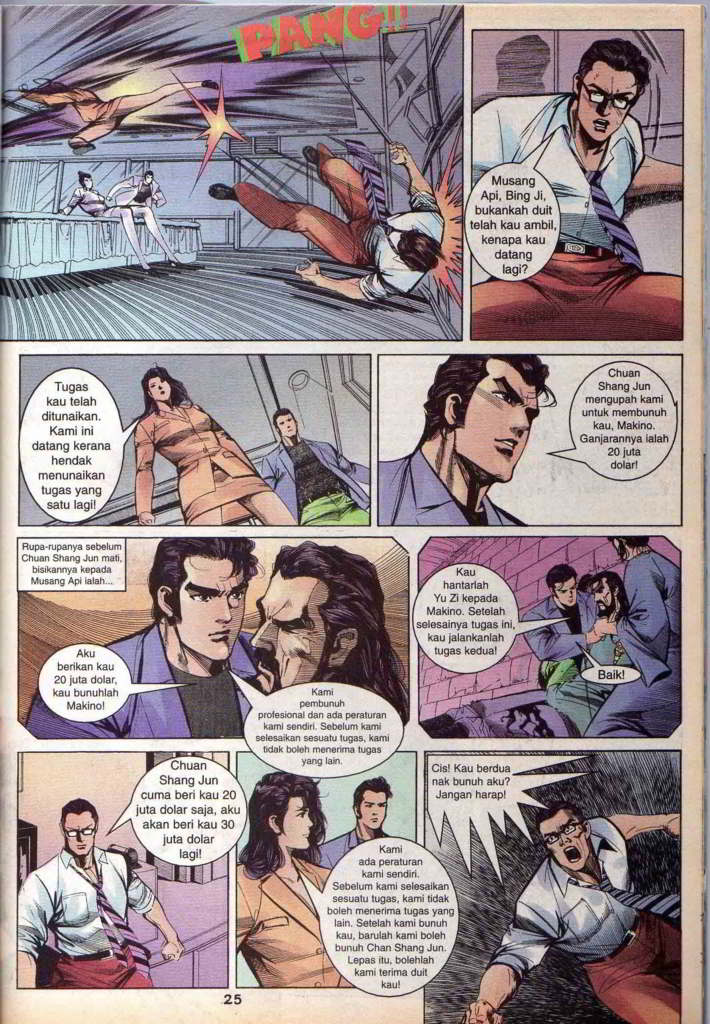 PANG!!
Musang
Api, Bing Ji,
bukankah duit
telah kau ambil,
kenapa kau
datang
lagi?
Tugas
kau telah
ditunaikan.
Kami ini
datang kerana
hendak
menunaikan
tugas yang
satu lagi!
Chuan
Shang Jun
mengupah kami
untuk membunuh
kau, Makino.
Ganjarannya ialah
20 juta
dolar!
Rupa-rupanya sebelum
Chuan Shang Jun mati,
bisikannya kepada
Musang Api ialah...
Aku
berikan kau
20 juta dolar,
kau bunuhlah
Makino!
Kami
pembunuh
profesional dan ada peraturan
kami sendiri. Sebelum kami
selesaikan sesuatu tugas, kami
tidak boleh menerima tugas
yang lain.
Kau
hantarlah
Yu Zi kepada
Makino. Setelah
selesainya tugas ini,
kau jalankanlah
tugas kedua!
Baik!
Chuan
Shang Jun
cuma beri kau 20
juta dolar saja, aku
akan beri kau 30
juta dolar
lagi!
Kami
ada peraturan
kami sendiri.
Sebelum kami selesaikan
sesuatu tugas, kami tidak
boleh menerima tugas yang
lain. Setelah kami bunuh
kau, barulah kami boleh
bunuh Chan Shang Jun.
Lepas itu, bolehlah
kami terima duit
kau!
Cis! Kau berdua
nak bunuh aku?
Jangan harap!
25